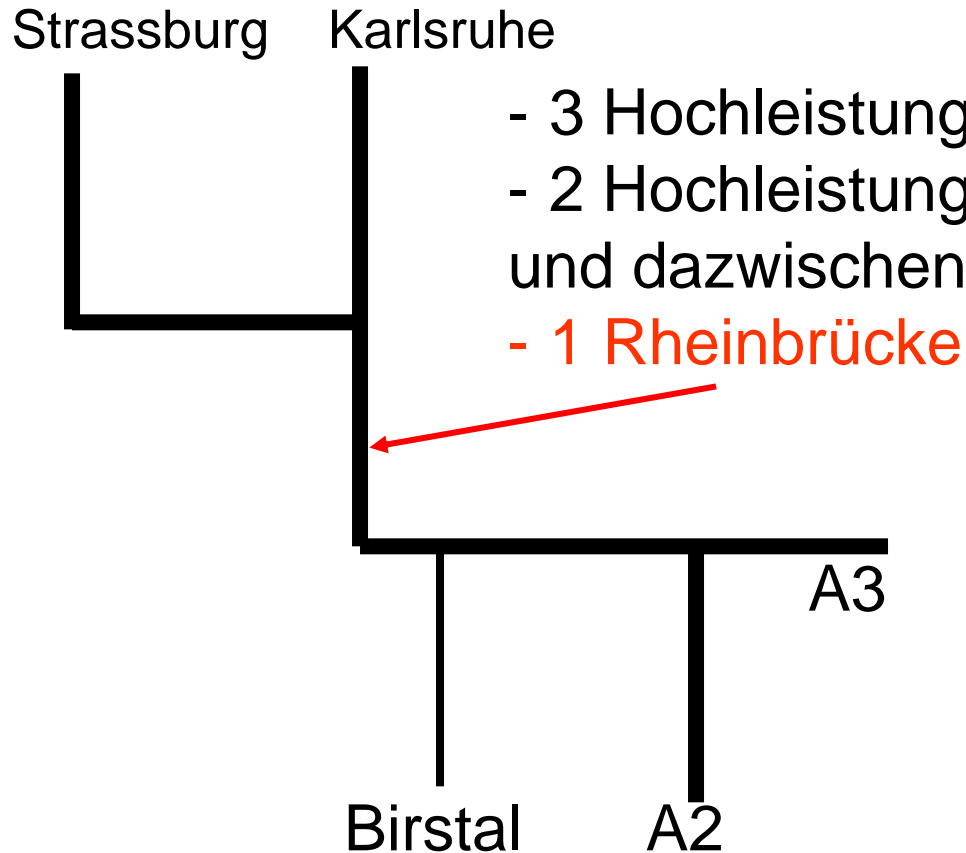 Strassburg Karlsruhe
- 3 Hochleistung
- 2 Hochleistung
und dazwischen
- 1 Rheinbrücke
A3
Birstal A2